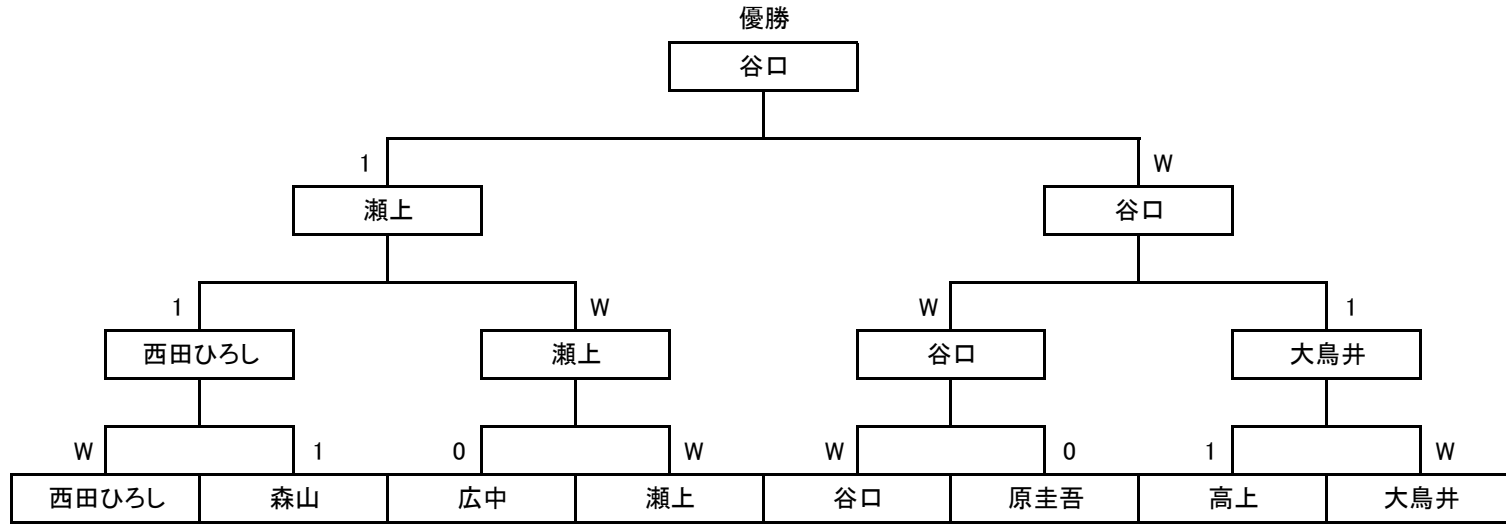 優勝
谷口
1 W
瀬上 谷口
1 W W 1
西田ひろし 瀬上 谷口 大鳥井
W 1 0 W W 0 1 W
西田ひろし 森山 広中 瀬上 谷口 原圭吾 高上 大鳥井